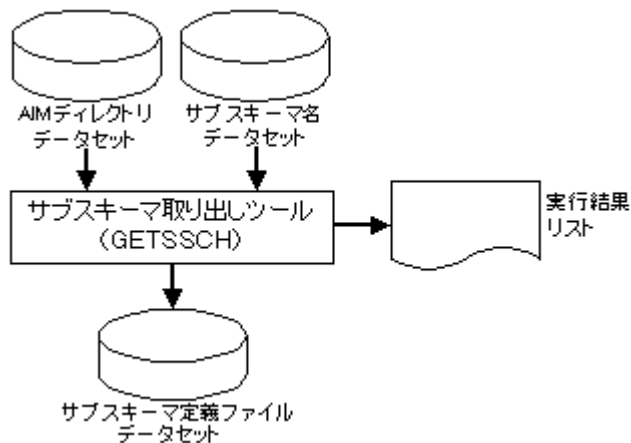 AIMディレクトリ
データセット
サブスキーマ名
データセット
サブスキーマ取り出しツール
（GETSSCH）
実行結果
リスト
サブスキーマ定義ファイル
データセット